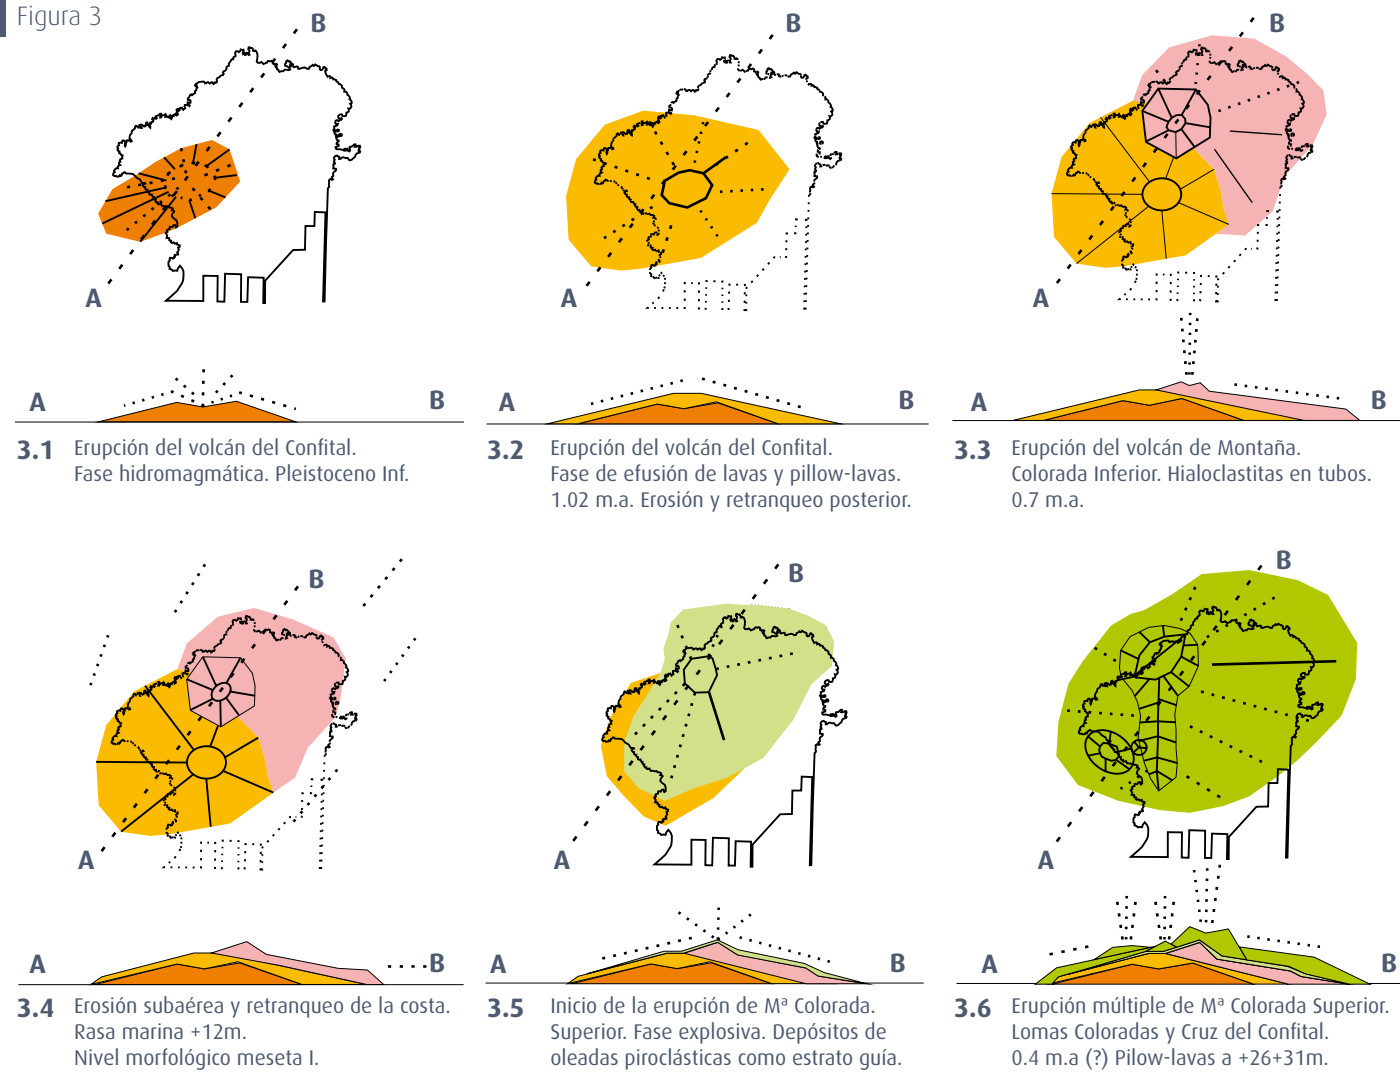 Figura 3
B
A
B
A
B
A
A
B
A
B
A
B
3.1 Erupción del volcán del Confital.
Fase hidromagmática. Pleistoceno Inf.
3.2 Erupción del volcán del Confital.
Fase de efusión de lavas y pillow-lavas.
1.02 m.a. Erosión y retranqueo posterior.
3.3 Erupción del volcán de Montaña.
Colorada Inferior. Hialoclastitas en tubos.
0.7 m.a.
B
A
B
A
B
A
A
B
A
B
A
B
3.4 Erosión subaérea y retranqueo de la costa.
Rasa marina +12m.
Nivel morfológico meseta I.
3.5 Inicio de la erupción de Mª Colorada.
Superior. Fase explosiva. Depósitos de
oleadas piroclásticas como estrato guía.
3.6 Erupción múltiple de Mª Colorada Superior.
Lomas Coloradas y Cruz del Confital.
0.4 m.a (?) Pilow-lavas a +26+31m.